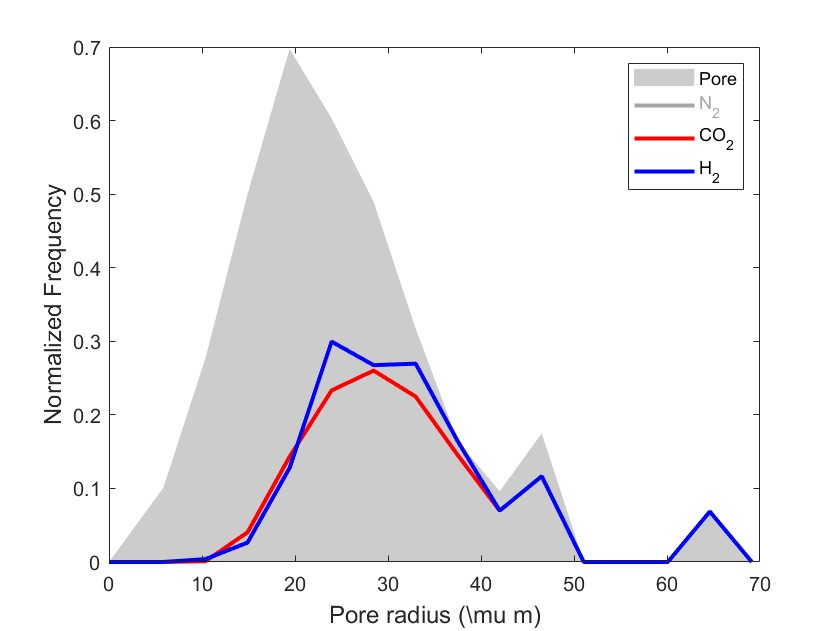 0.7
0.6
0.5
0.4
0.3
0.2
0.1
0
Normalized Frequency
Pore
N₂
CO₂
H₂
0 10 20 30 40 50 60 70
Pore radius (\mu m)